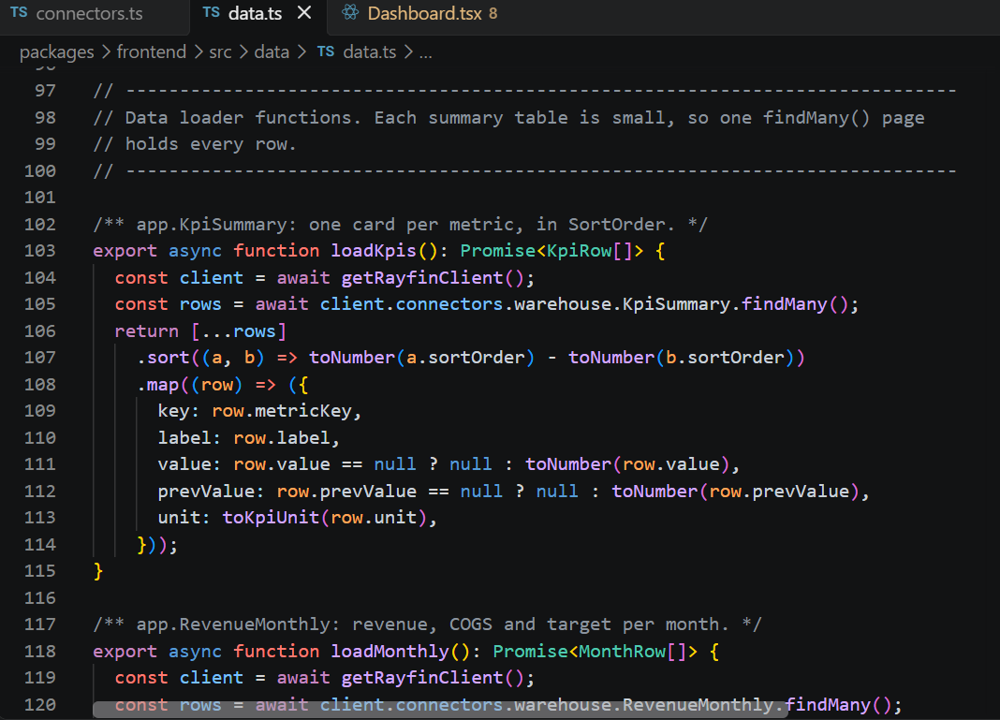 TS connectors.ts TS data.ts × Dashboard.tsx 8
packages > frontend > src > data > TS data.ts > ...
96
97 // -----------------------------------------------------------------------------
98 // Data loader functions. Each summary table is small, so one findMany() page
99 // holds every row.
100 // -----------------------------------------------------------------------------
101
102 /** app.KpiSummary: one card per metric, in SortOrder. */
103 export async function loadKpis(): Promise<KpiRow[]> {
104   const client = await getRayfinClient();
105   const rows = await client.connectors.warehouse.KpiSummary.findMany();
106   return [...rows]
107     .sort((a, b) => toNumber(a.sortOrder) - toNumber(b.sortOrder))
108     .map((row) => ({
109       key: row.metricKey,
110       label: row.label,
111       value: row.value == null ? null : toNumber(row.value),
112       prevValue: row.prevValue == null ? null : toNumber(row.prevValue),
113       unit: toKpiUnit(row.unit),
114     }));
115 }
116
117 /** app.RevenueMonthly: revenue, COGS and target per month. */
118 export async function loadMonthly(): Promise<MonthRow[]> {
119   const client = await getRayfinClient();
120   const rows = await client.connectors.warehouse.RevenueMonthly.findMany();